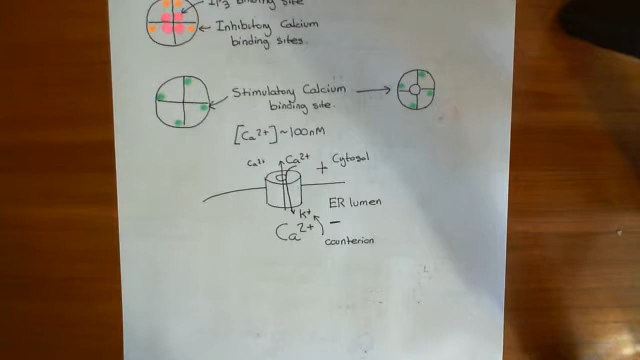 IP3 binding site
Inhibitory Calcium
binding sites.
Stimulatory Calcium
binding site.
[Ca²⁺] ~100nM
Ca²⁺ Ca²⁺ + Cytosol
ER lumen
K⁺
Ca²⁺ −
counterion